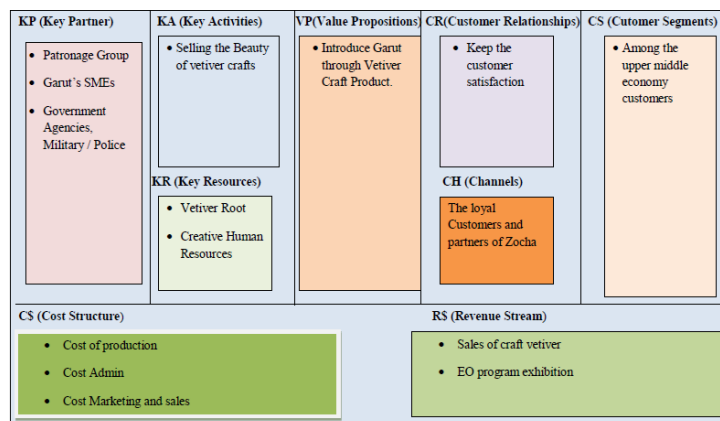 KP (Key Partner)
• Patronage Group
• Garut's SMEs
• Government
Agencies,
Military / Police
KA (Key Activities)
• Selling the Beauty
of vetiver crafts
KR (Key Resources)
• Vetiver Root
• Creative Human
Resources
VP(Value Propositions)
• Introduce Garut
through Vetiver
Craft Product.
CR(Customer Relationships)
• Keep the
customer
satisfaction
CH (Channels)
The loyal
Customers and
partners of Zocha
CS (Cutomer Segments)
• Among the
upper middle
economy
customers
C$ (Cost Structure)
• Cost of production
• Cost Admin
• Cost Marketing and sales
R$ (Revenue Stream)
• Sales of craft vetiver
• EO program exhibition